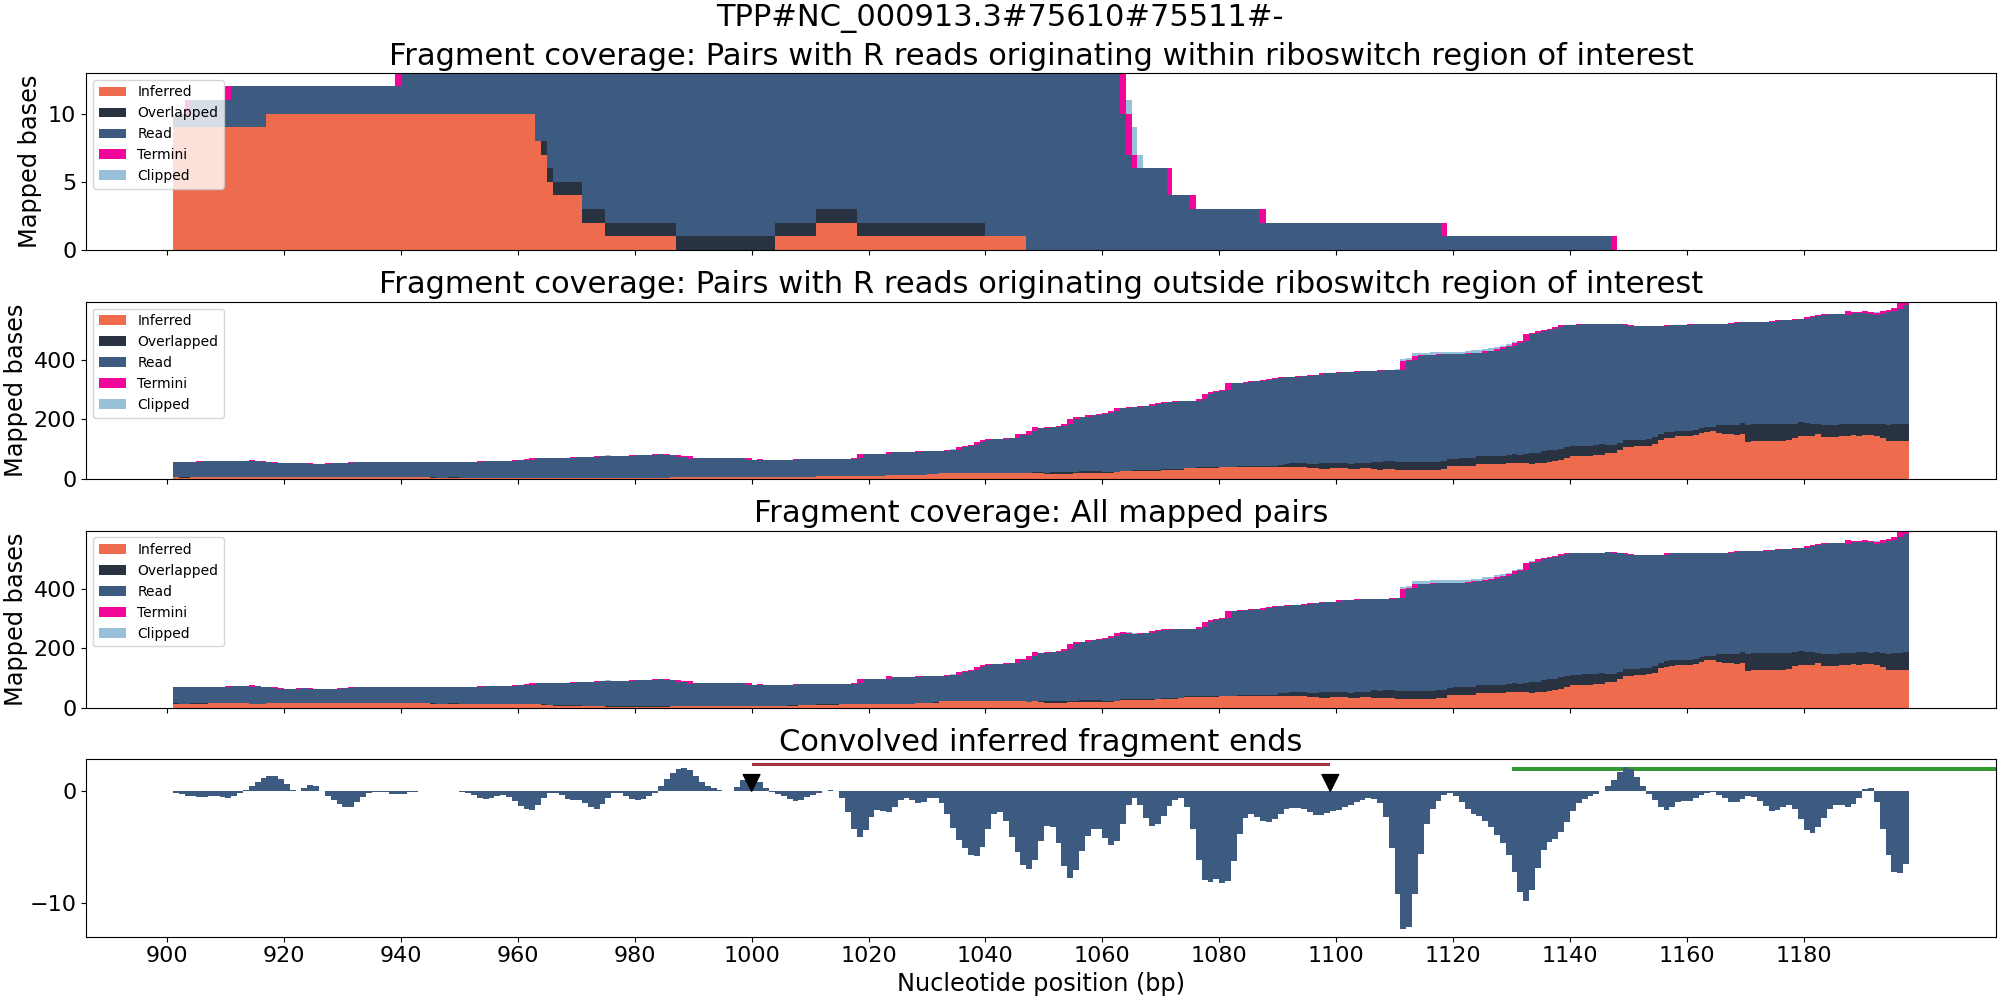 TPP#NC_000913.3#75610#75511#-
Fragment coverage: Pairs with R reads originating within riboswitch region of interest
Mapped bases
10
5
0
Inferred
Overlapped
Read
Termini
Clipped
Fragment coverage: Pairs with R reads originating outside riboswitch region of interest
Mapped bases
400
200
0
Inferred
Overlapped
Read
Termini
Clipped
Fragment coverage: All mapped pairs
Mapped bases
400
200
0
Inferred
Overlapped
Read
Termini
Clipped
Convolved inferred fragment ends
0
−10
900 920 940 960 980 1000 1020 1040 1060 1080 1100 1120 1140 1160 1180
Nucleotide position (bp)